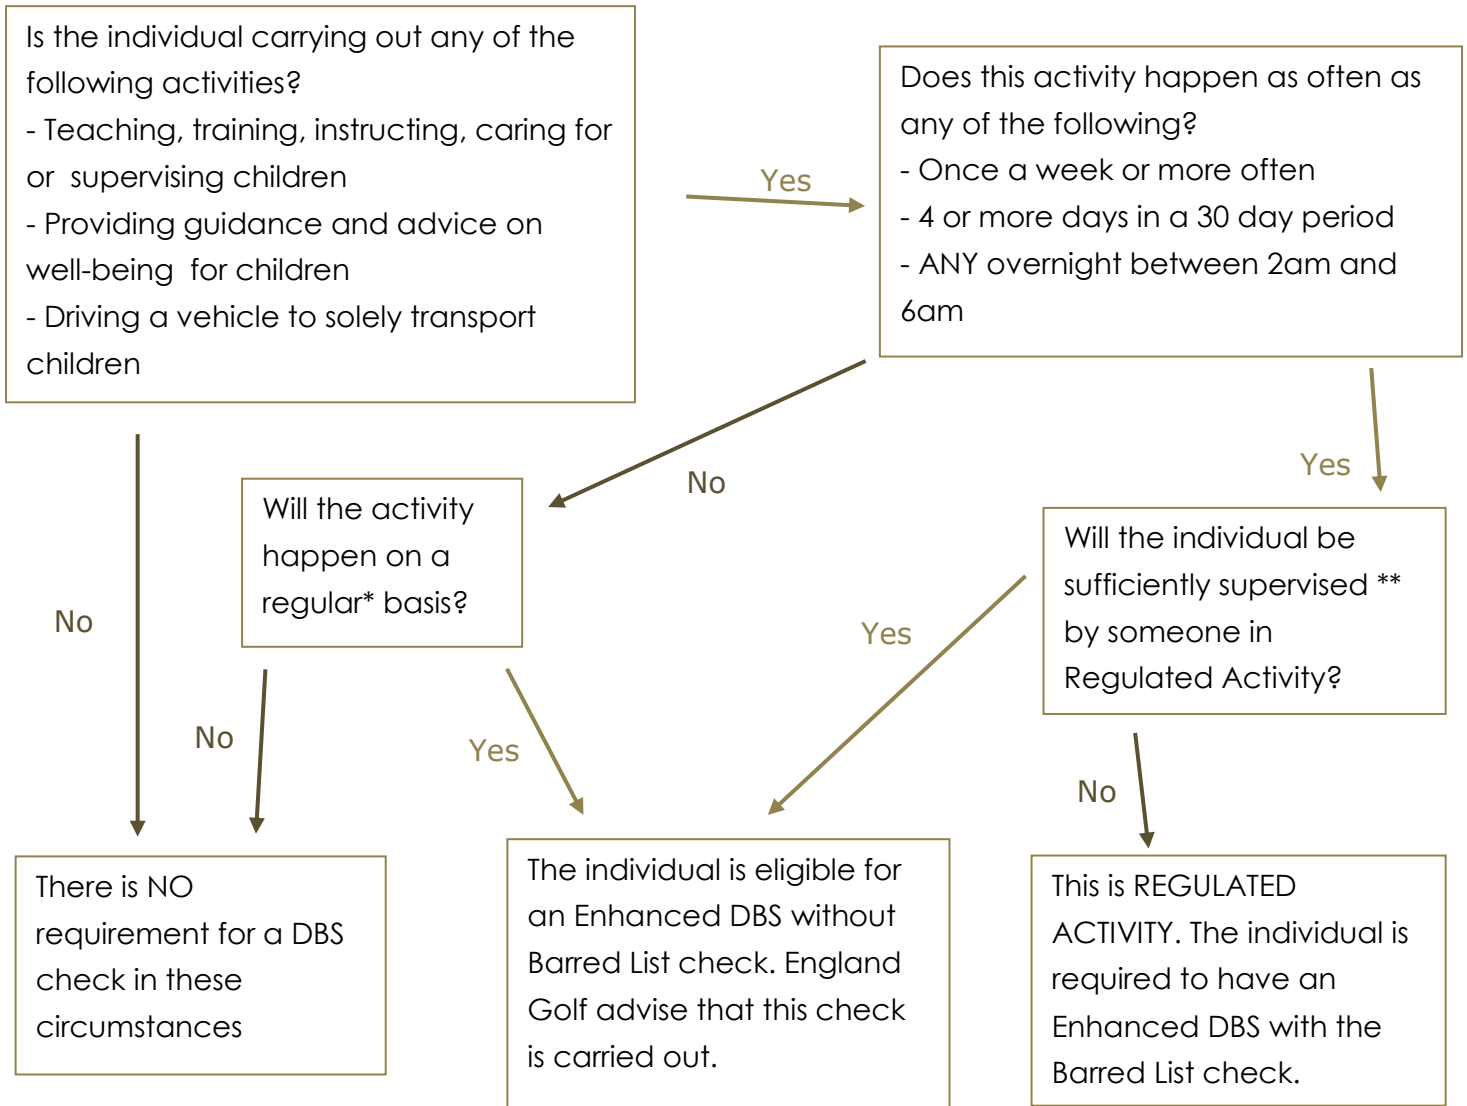 Is the individual carrying out any of the
following activities?
- Teaching, training, instructing, caring for
or supervising children
- Providing guidance and advice on
well-being for children
- Driving a vehicle to solely transport
children
Yes
Does this activity happen as often as
any of the following?
- Once a week or more often
- 4 or more days in a 30 day period
- ANY overnight between 2am and
6am
No
Yes
Will the activity
happen on a
regular* basis?
Will the individual be
sufficiently supervised **
by someone in
Regulated Activity?
No
No
Yes
Yes
No
There is NO
requirement for a DBS
check in these
circumstances
The individual is eligible for
an Enhanced DBS without
Barred List check. England
Golf advise that this check
is carried out.
This is REGULATED
ACTIVITY. The individual is
required to have an
Enhanced DBS with the
Barred List check.